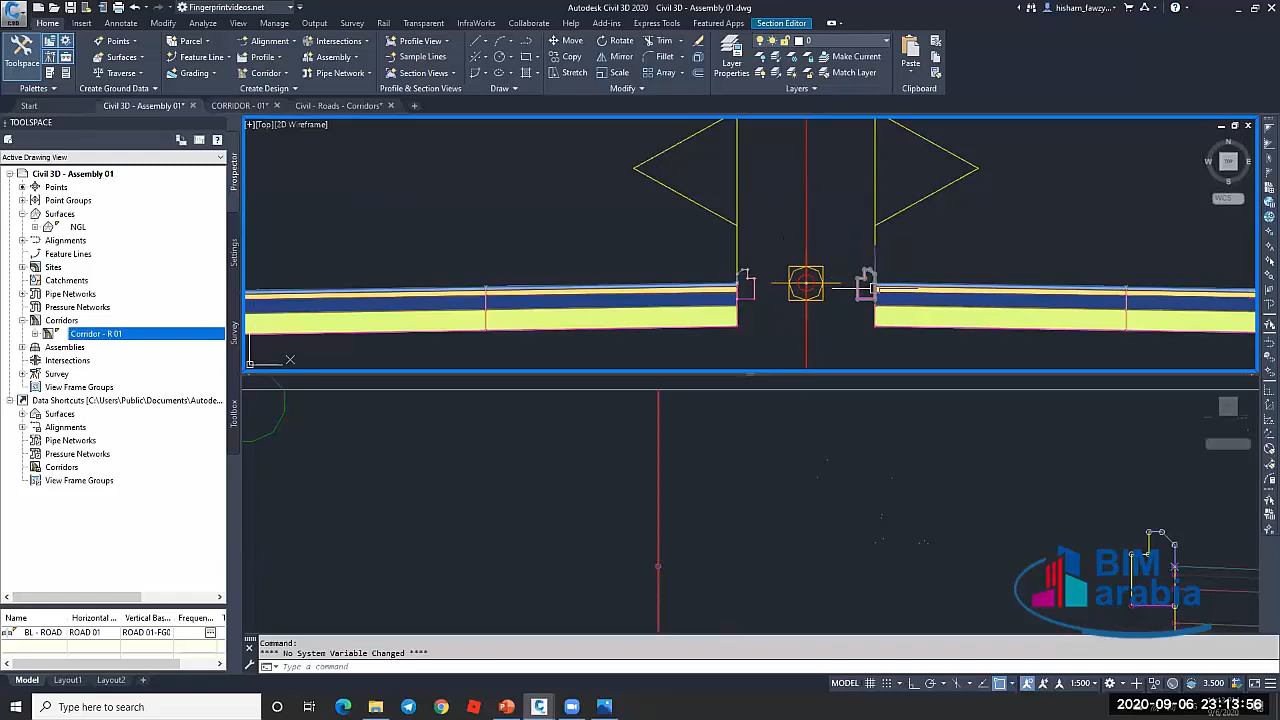 Fingerprintvideos.net
Autodesk Civil 3D 2020 Civil 3D - Assembly 01.dwg
hisham_fawzy...
Home Insert Annotate Modify Analyze View Manage Output Survey Rail Transparent InfraWorks Collaborate Help Add-ins Express Tools Featured Apps Section Editor
Toolspace
Points
Surfaces
Traverse
Parcel
Feature Line
Grading
Alignment
Profile
Corridor
Intersections
Assembly
Pipe Network
Profile View
Sample Lines
Section Views
Move
Copy
Stretch
Rotate
Mirror
Scale
Trim
Fillet
Array
Layer Properties
0
Make Current
Match Layer
Paste
Palettes Create Ground Data Create Design Profile & Section Views Draw Modify Layers Clipboard
Start Civil 3D - Assembly 01* CORRIDOR - 01* Civil - Roads - Corridors*
TOOLSPACE
Active Drawing View
Civil 3D - Assembly 01
Points
Point Groups
Surfaces
NGL
Alignments
Feature Lines
Sites
Catchments
Pipe Networks
Pressure Networks
Corridors
Corridor - R 01
Assemblies
Intersections
Survey
View Frame Groups
Data Shortcuts [C:\Users\Public\Documents\Autode...
Surfaces
Alignments
Pipe Networks
Pressure Networks
Corridors
View Frame Groups
Prospector
Settings
Survey
Toolbox
Name Horizontal ... Vertical Bas... Frequen... T
BL - ROAD ROAD 01 ROAD 01-FG0
[+][Top][2D Wireframe]
N
W TOP E
S
WCS
BIM
arabia
Command:
**** No System Variable Changed ****
Type a command
Model Layout1 Layout2
MODEL 1:500 3.500
Type here to search
2020-09-06 23:13:56